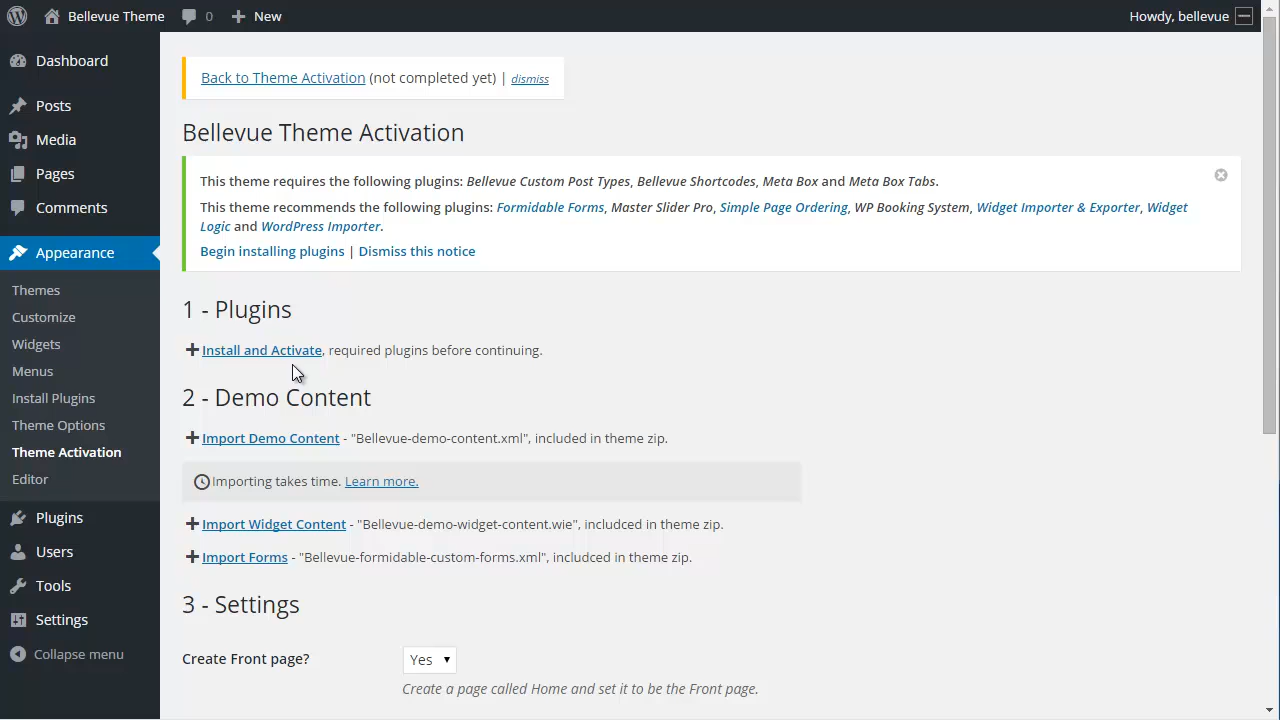 Bellevue Theme 0 New Howdy, bellevue
Dashboard
Posts
Media
Pages
Comments
Appearance
Themes
Customize
Widgets
Menus
Install Plugins
Theme Options
Theme Activation
Editor
Plugins
Users
Tools
Settings
Collapse menu
Back to Theme Activation (not completed yet) | dismiss
Bellevue Theme Activation
This theme requires the following plugins: Bellevue Custom Post Types, Bellevue Shortcodes, Meta Box and Meta Box Tabs.
This theme recommends the following plugins: Formidable Forms, Master Slider Pro, Simple Page Ordering, WP Booking System, Widget Importer & Exporter, Widget
Logic and WordPress Importer.
Begin installing plugins | Dismiss this notice
1 - Plugins
Install and Activate, required plugins before continuing.
2 - Demo Content
Import Demo Content - "Bellevue-demo-content.xml", included in theme zip.
Importing takes time. Learn more.
Import Widget Content - "Bellevue-demo-widget-content.wie", includced in theme zip.
Import Forms - "Bellevue-formidable-custom-forms.xml", includced in theme zip.
3 - Settings
Create Front page? Yes
Create a page called Home and set it to be the Front page.